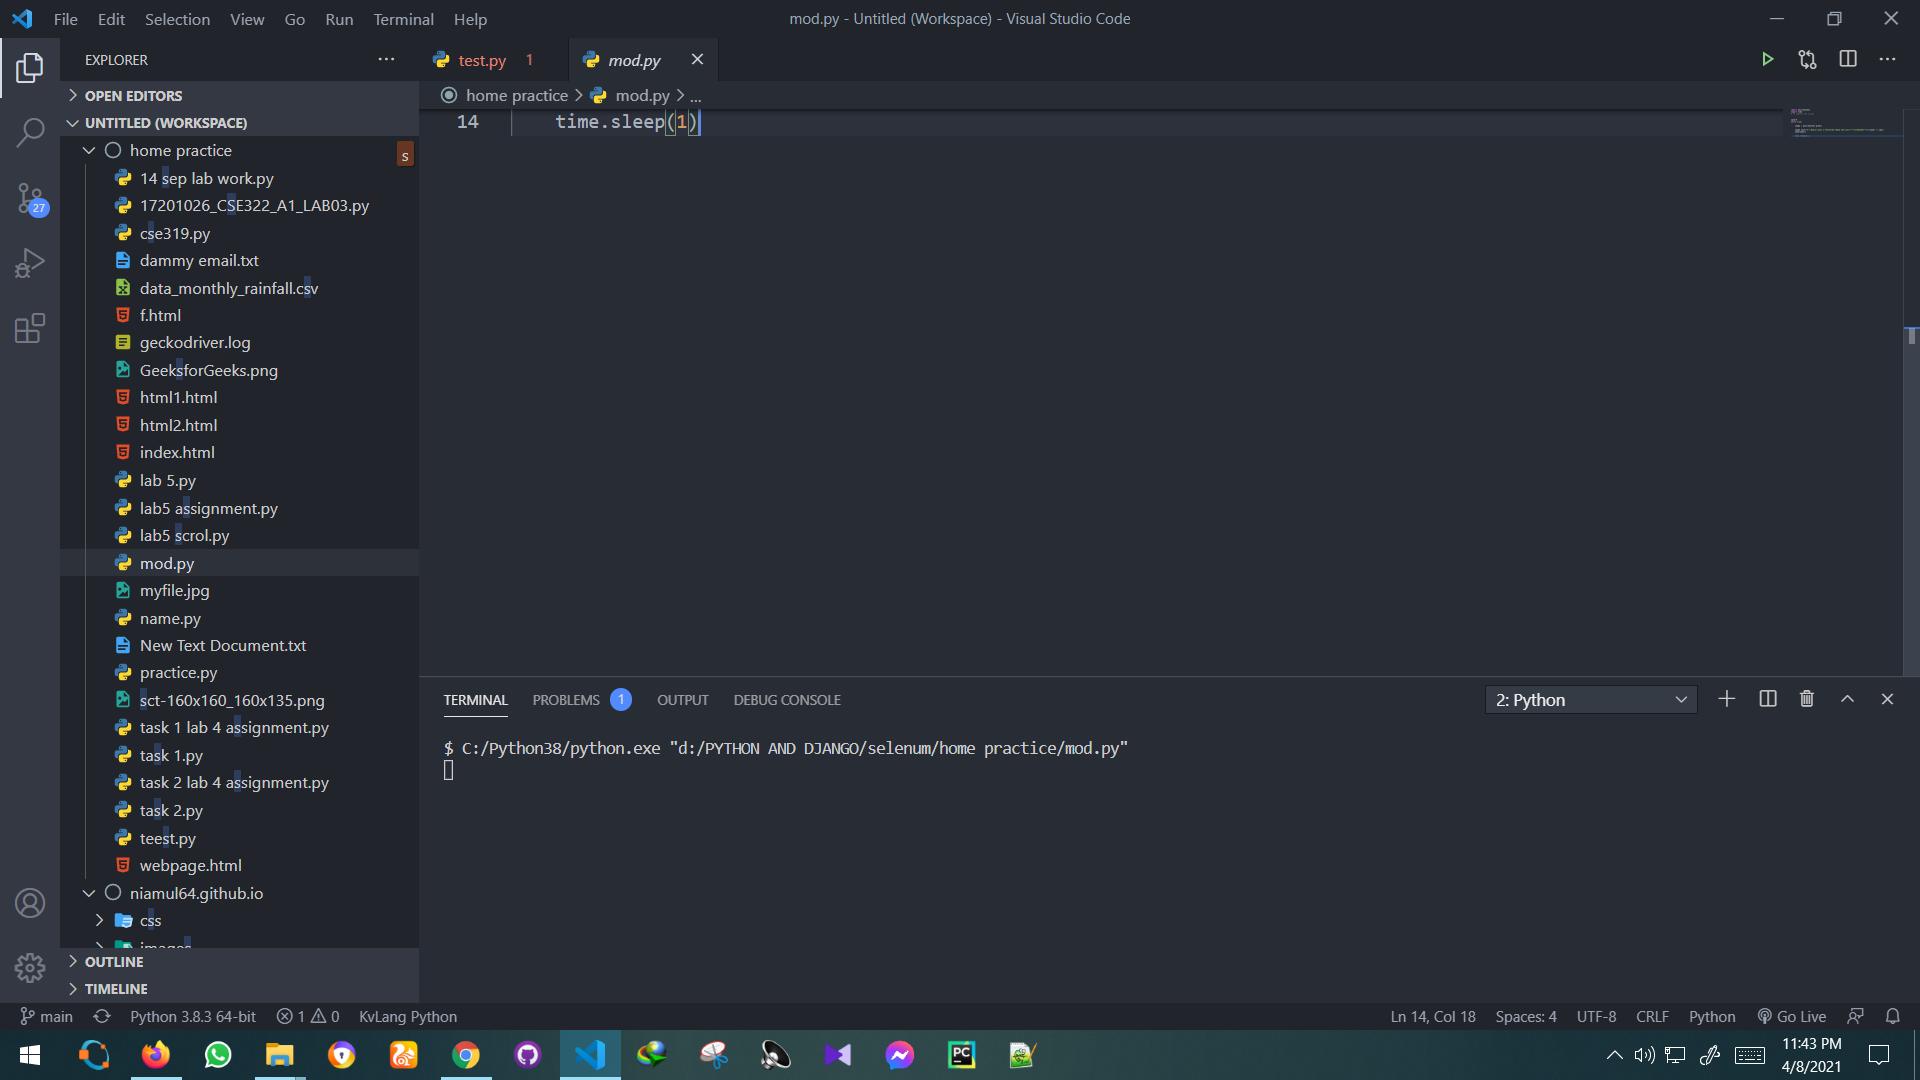 File Edit Selection View Go Run Terminal Help
mod.py - Untitled (Workspace) - Visual Studio Code
EXPLORER
test.py 1
mod.py
OPEN EDITORS
home practice > mod.py > ...
UNTITLED (WORKSPACE)
14 time.sleep(1)
home practice
s
14 sep lab work.py
17201026_CSE322_A1_LAB03.py
cse319.py
dammy email.txt
data_monthly_rainfall.csv
f.html
geckodriver.log
GeeksforGeeks.png
html1.html
html2.html
index.html
lab 5.py
lab5 assignment.py
lab5 scrol.py
mod.py
myfile.jpg
name.py
New Text Document.txt
practice.py
sct-160x160_160x135.png
task 1 lab 4 assignment.py
task 1.py
task 2 lab 4 assignment.py
task 2.py
teest.py
webpage.html
niamul64.github.io
css
images
OUTLINE
TIMELINE
27
TERMINAL PROBLEMS 1 OUTPUT DEBUG CONSOLE
2: Python
$ C:/Python38/python.exe "d:/PYTHON AND DJANGO/selenum/home practice/mod.py"
main Python 3.8.3 64-bit 1 0 KvLang Python
Ln 14, Col 18 Spaces: 4 UTF-8 CRLF Python Go Live
PC
11:43 PM
4/8/2021